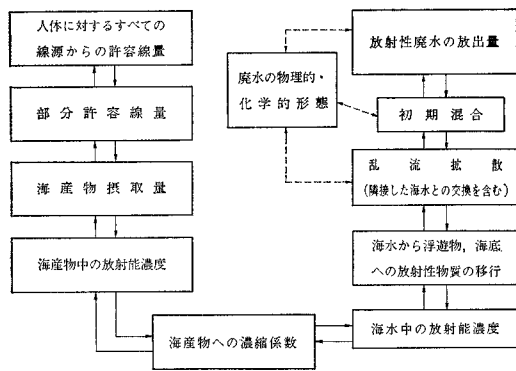 人体に対するすべての
線源からの許容線量
部分許容線量
海産物摂取量
海産物中の放射能濃度
海産物への濃縮係数
放射性廃水の放出量
廃水の物理的・
化学的形態
初期混合
乱流拡散
(隣接した海水との交換を含む)
海水から浮遊物,海底
への放射性物質の移行
海水中の放射能濃度